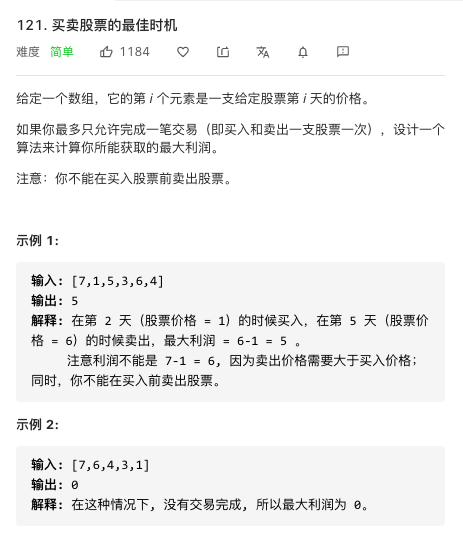 121. 买卖股票的最佳时机
难度 简单 1184
给定一个数组，它的第 i 个元素是一支给定股票第 i 天的价格。
如果你最多只允许完成一笔交易（即买入和卖出一支股票一次），设计一个
算法来计算你所能获取的最大利润。
注意：你不能在买入股票前卖出股票。
示例 1:
输入: [7,1,5,3,6,4]
输出: 5
解释: 在第 2 天（股票价格 = 1）的时候买入，在第 5 天（股票价
格 = 6）的时候卖出，最大利润 = 6-1 = 5 。
注意利润不能是 7-1 = 6, 因为卖出价格需要大于买入价格；
同时，你不能在买入前卖出股票。
示例 2:
输入: [7,6,4,3,1]
输出: 0
解释: 在这种情况下, 没有交易完成, 所以最大利润为 0。